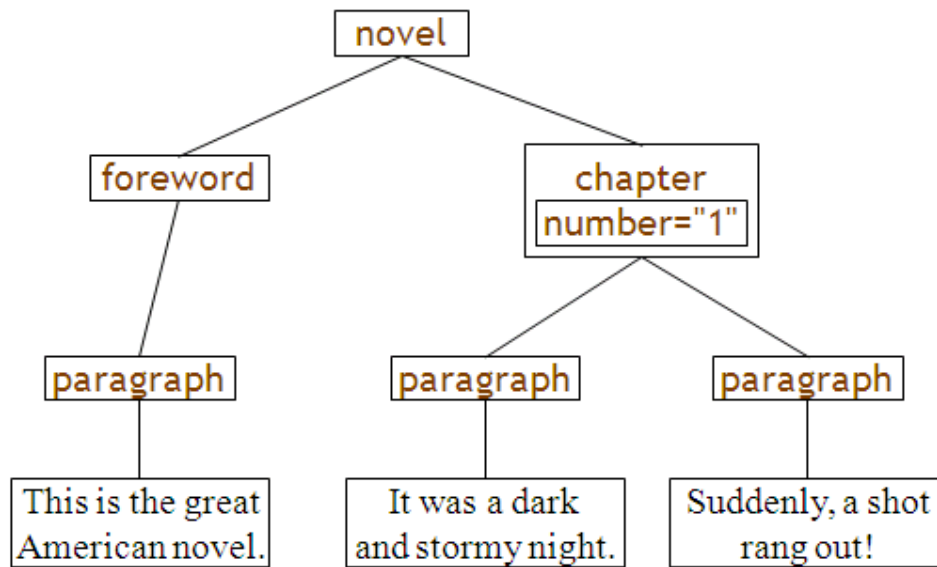 novel
foreword
chapter
number="1"
paragraph
paragraph
paragraph
This is the great
American novel.
It was a dark
and stormy night.
Suddenly, a shot
rang out!